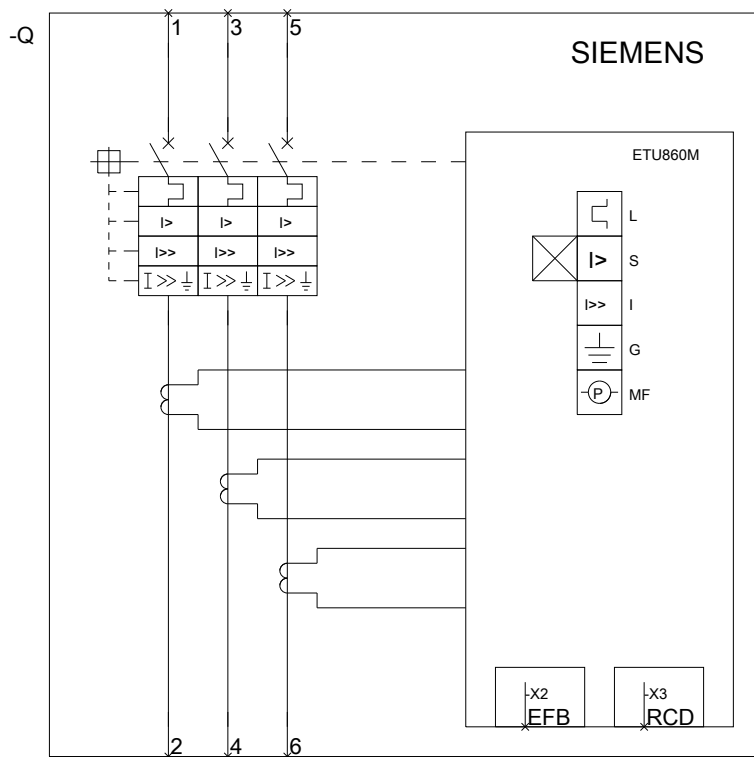 1 3 5
-Q
SIEMENS
ETU860M
L
I> I> I> I> S
I>> I>> I>> I>> I
I>> I>> I>>
G
P MF
-X2 -X3
EFB RCD
2 4 6